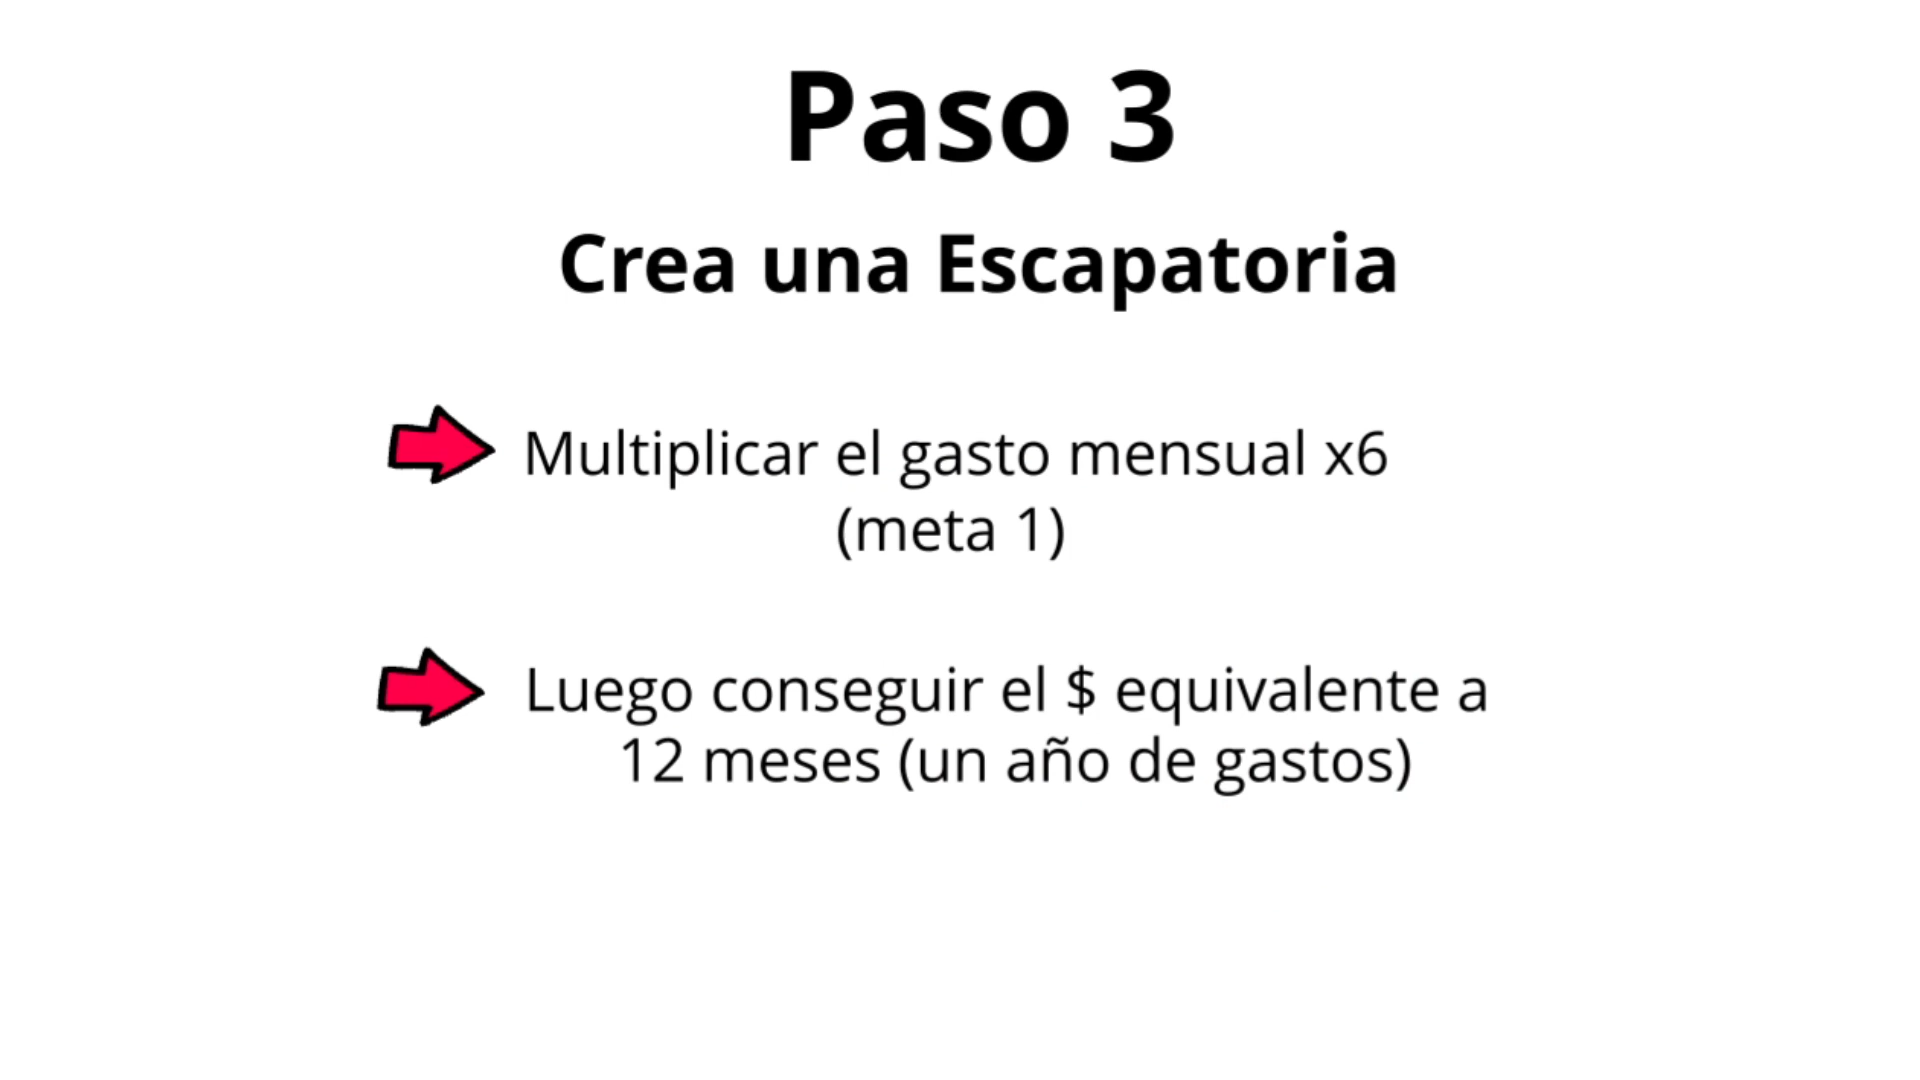 Paso 3
Crea una Escapatoria
Multiplicar el gasto mensual x6
(meta 1)
Luego conseguir el $ equivalente a
12 meses (un año de gastos)